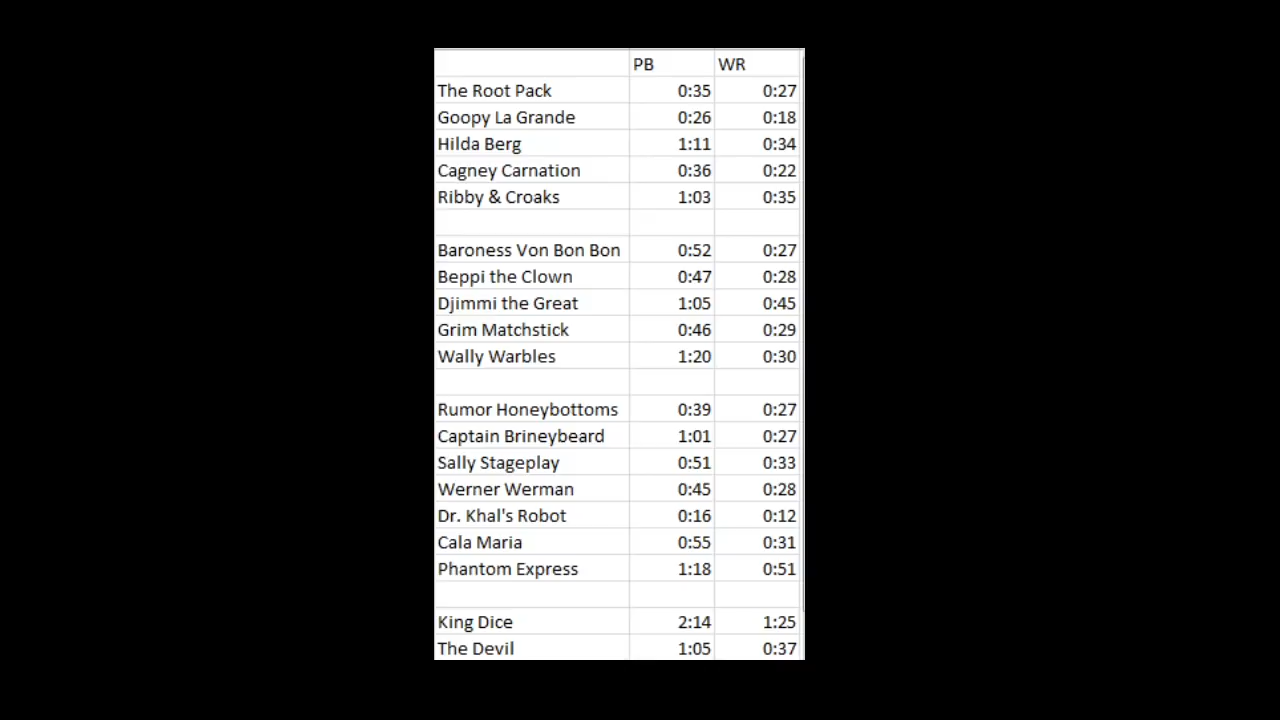 PB WR
The Root Pack 0:35 0:27
Goopy La Grande 0:26 0:18
Hilda Berg 1:11 0:34
Cagney Carnation 0:36 0:22
Ribby & Croaks 1:03 0:35
Baroness Von Bon Bon 0:52 0:27
Beppi the Clown 0:47 0:28
Djimmi the Great 1:05 0:45
Grim Matchstick 0:46 0:29
Wally Warbles 1:20 0:30
Rumor Honeybottoms 0:39 0:27
Captain Brineybeard 1:01 0:27
Sally Stageplay 0:51 0:33
Werner Werman 0:45 0:28
Dr. Khal's Robot 0:16 0:12
Cala Maria 0:55 0:31
Phantom Express 1:18 0:51
King Dice 2:14 1:25
The Devil 1:05 0:37